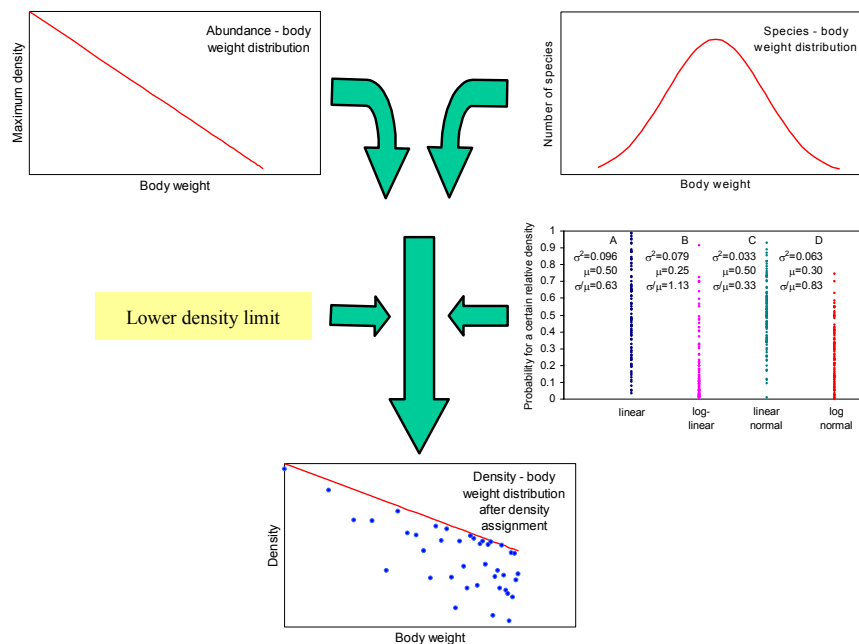 Abundance - body
weight distribution
Maximum density
Body weight
Species - body
weight distribution
Number of species
Body weight
Lower density limit
Probability for a certain relative density
1
0.9
0.8
0.7
0.6
0.5
0.4
0.3
0.2
0.1
0
A
σ²=0.096
μ=0.50
σ/μ=0.63
B
σ²=0.079
μ=0.25
σ/μ=1.13
C
σ²=0.033
μ=0.50
σ/μ=0.33
D
σ²=0.063
μ=0.30
σ/μ=0.83
linear
log-
linear
linear
normal
log
normal
Density - body
weight distribution
after density
assignment
Density
Body weight